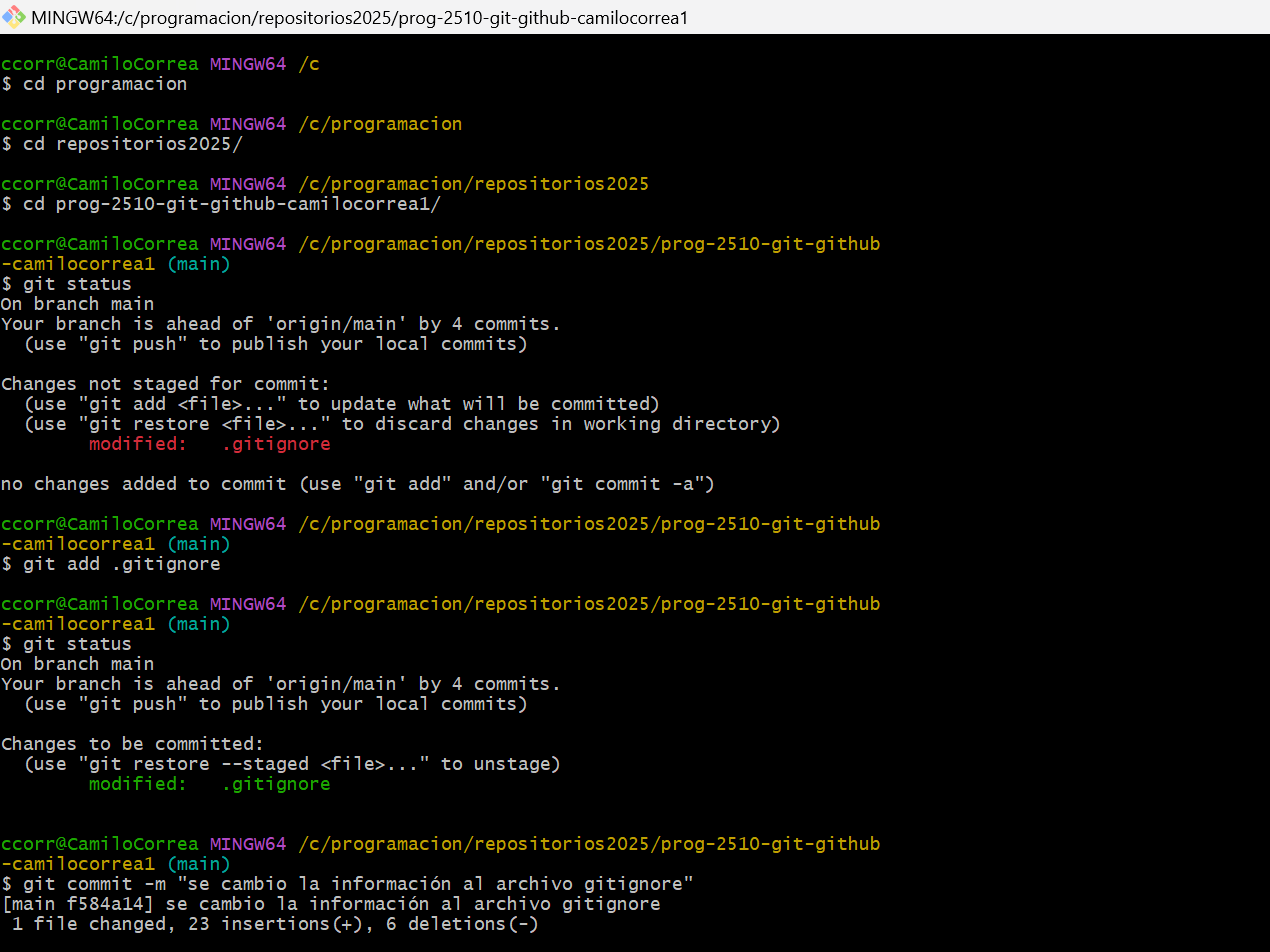 MINGW64:/c/programacion/repositorios2025/prog-2510-git-github-camilocorrea1
ccorr@CamiloCorrea MINGW64 /c
$ cd programacion
ccorr@CamiloCorrea MINGW64 /c/programacion
$ cd repositorios2025/
ccorr@CamiloCorrea MINGW64 /c/programacion/repositorios2025
$ cd prog-2510-git-github-camilocorrea1/
ccorr@CamiloCorrea MINGW64 /c/programacion/repositorios2025/prog-2510-git-github
-camilocorrea1 (main)
$ git status
On branch main
Your branch is ahead of 'origin/main' by 4 commits.
  (use "git push" to publish your local commits)
Changes not staged for commit:
  (use "git add <file>..." to update what will be committed)
  (use "git restore <file>..." to discard changes in working directory)
        modified:   .gitignore
no changes added to commit (use "git add" and/or "git commit -a")
ccorr@CamiloCorrea MINGW64 /c/programacion/repositorios2025/prog-2510-git-github
-camilocorrea1 (main)
$ git add .gitignore
ccorr@CamiloCorrea MINGW64 /c/programacion/repositorios2025/prog-2510-git-github
-camilocorrea1 (main)
$ git status
On branch main
Your branch is ahead of 'origin/main' by 4 commits.
  (use "git push" to publish your local commits)
Changes to be committed:
  (use "git restore --staged <file>..." to unstage)
        modified:   .gitignore
ccorr@CamiloCorrea MINGW64 /c/programacion/repositorios2025/prog-2510-git-github
-camilocorrea1 (main)
$ git commit -m "se cambio la información al archivo gitignore"
[main f584a14] se cambio la información al archivo gitignore
 1 file changed, 23 insertions(+), 6 deletions(-)